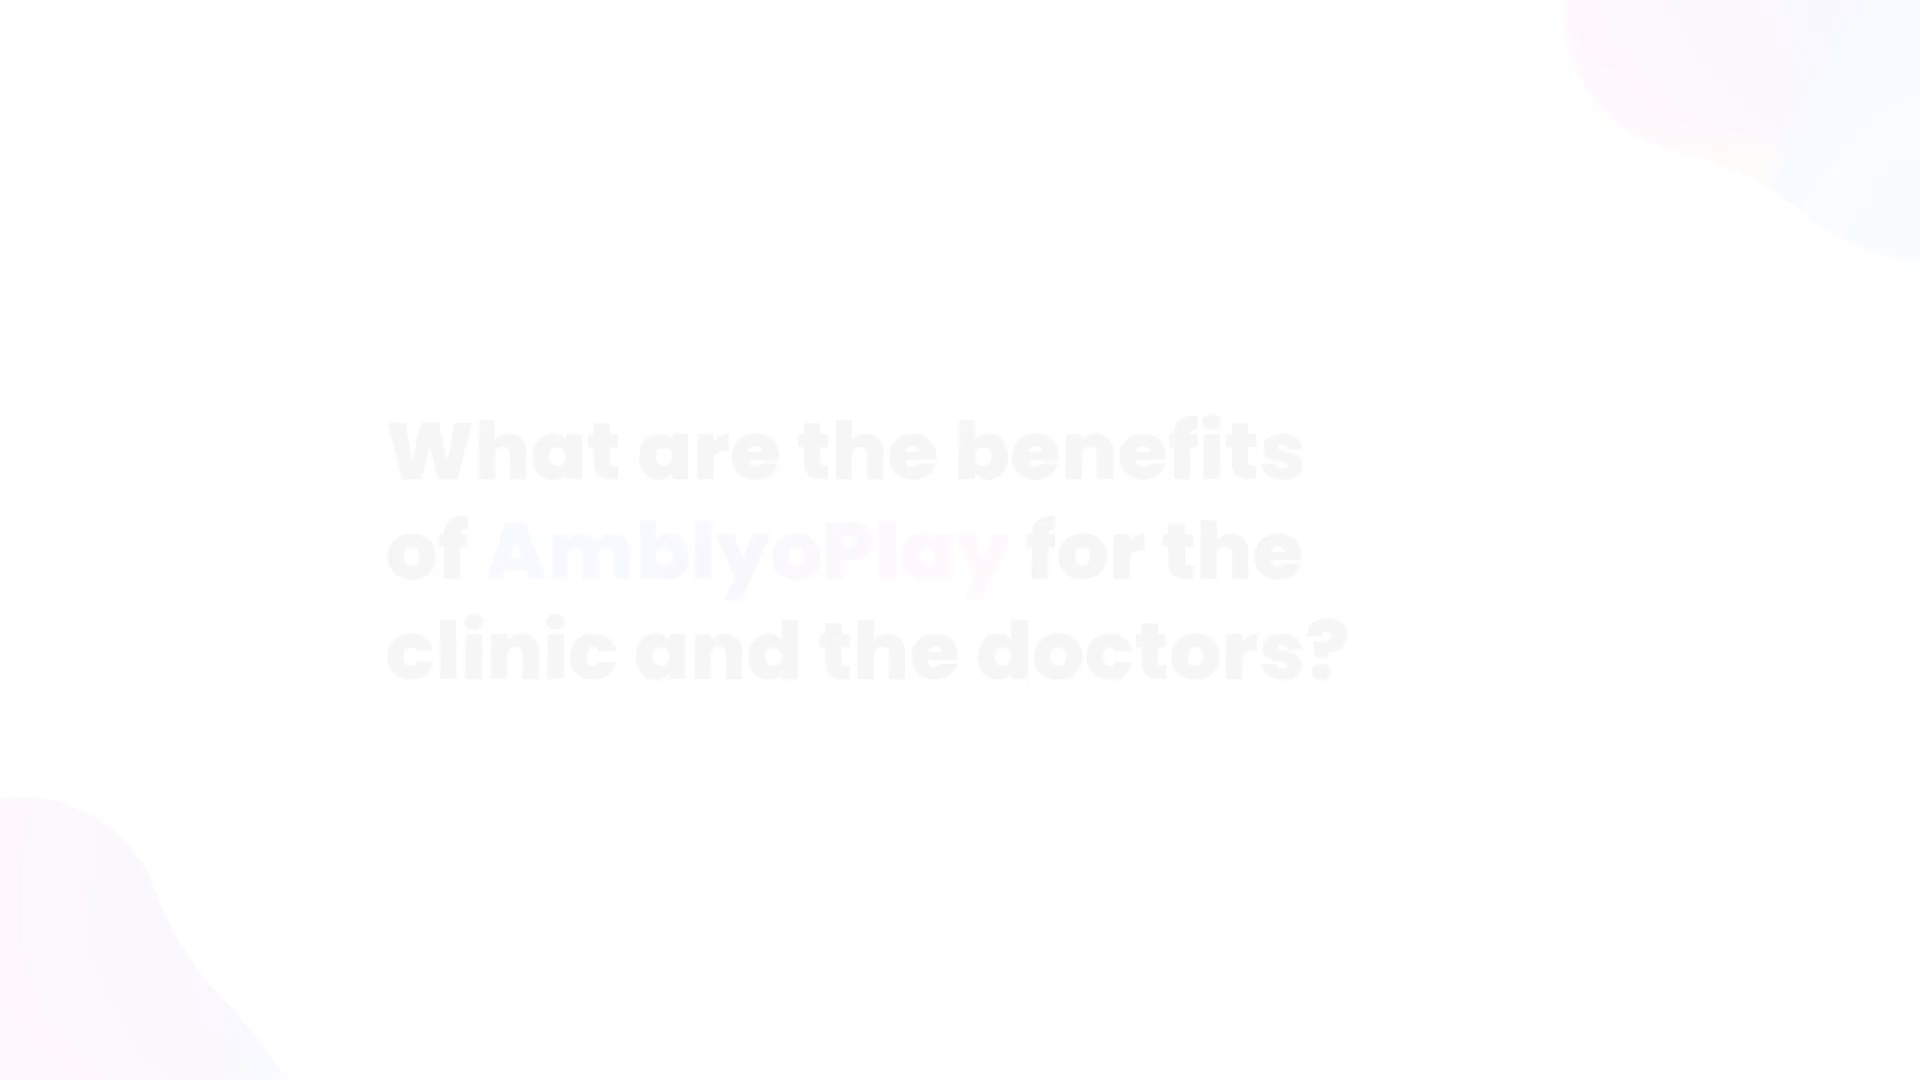 What are the benefits
of AmblyoPlay for the
clinic and the doctors?